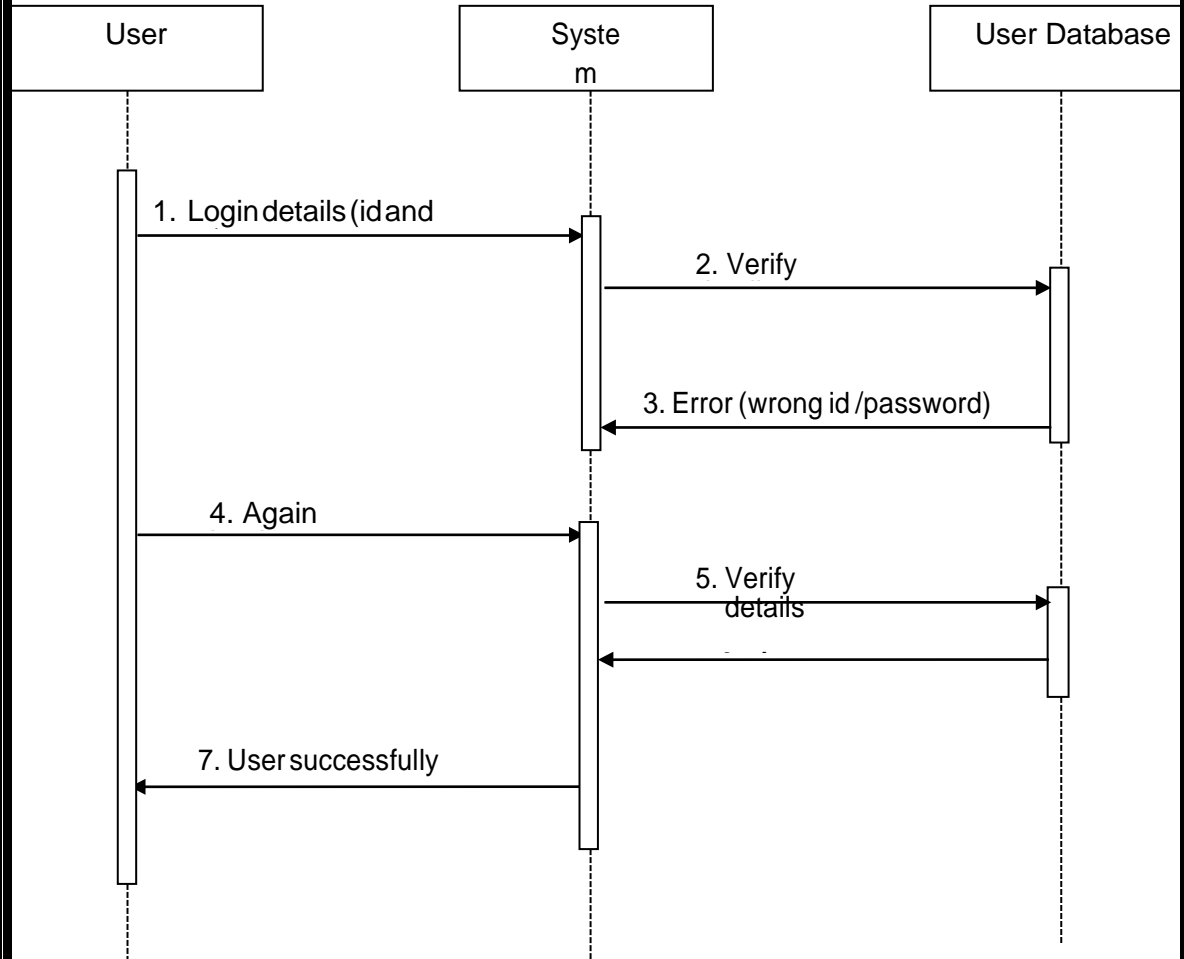 User
Syste
m
User Database
1. Login details (id and
2. Verify
3. Error (wrong id /password)
4. Again
5. Verify
details
7. User successfully